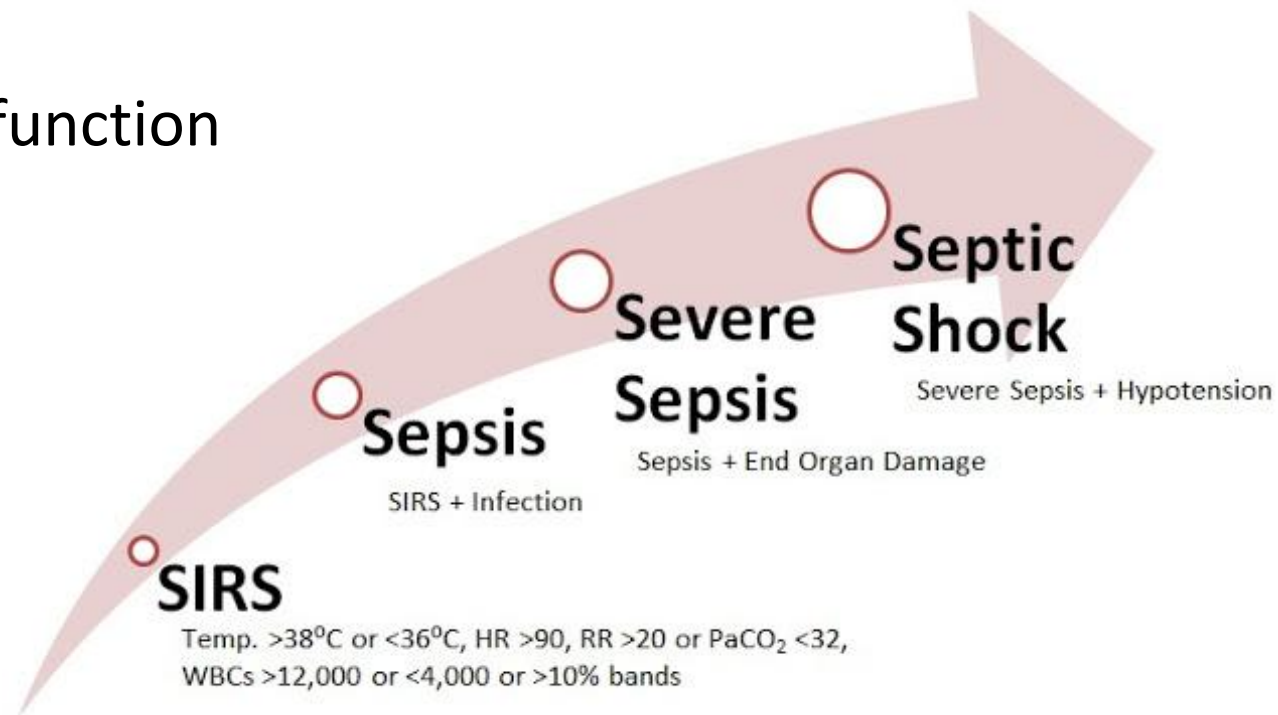 function
Septic
Shock
Severe Sepsis + Hypotension
Severe
Sepsis
Sepsis + End Organ Damage
Sepsis
SIRS + Infection
SIRS
Temp. >38⁰C or <36⁰C, HR >90, RR >20 or PaCO₂ <32,
WBCs >12,000 or <4,000 or >10% bands